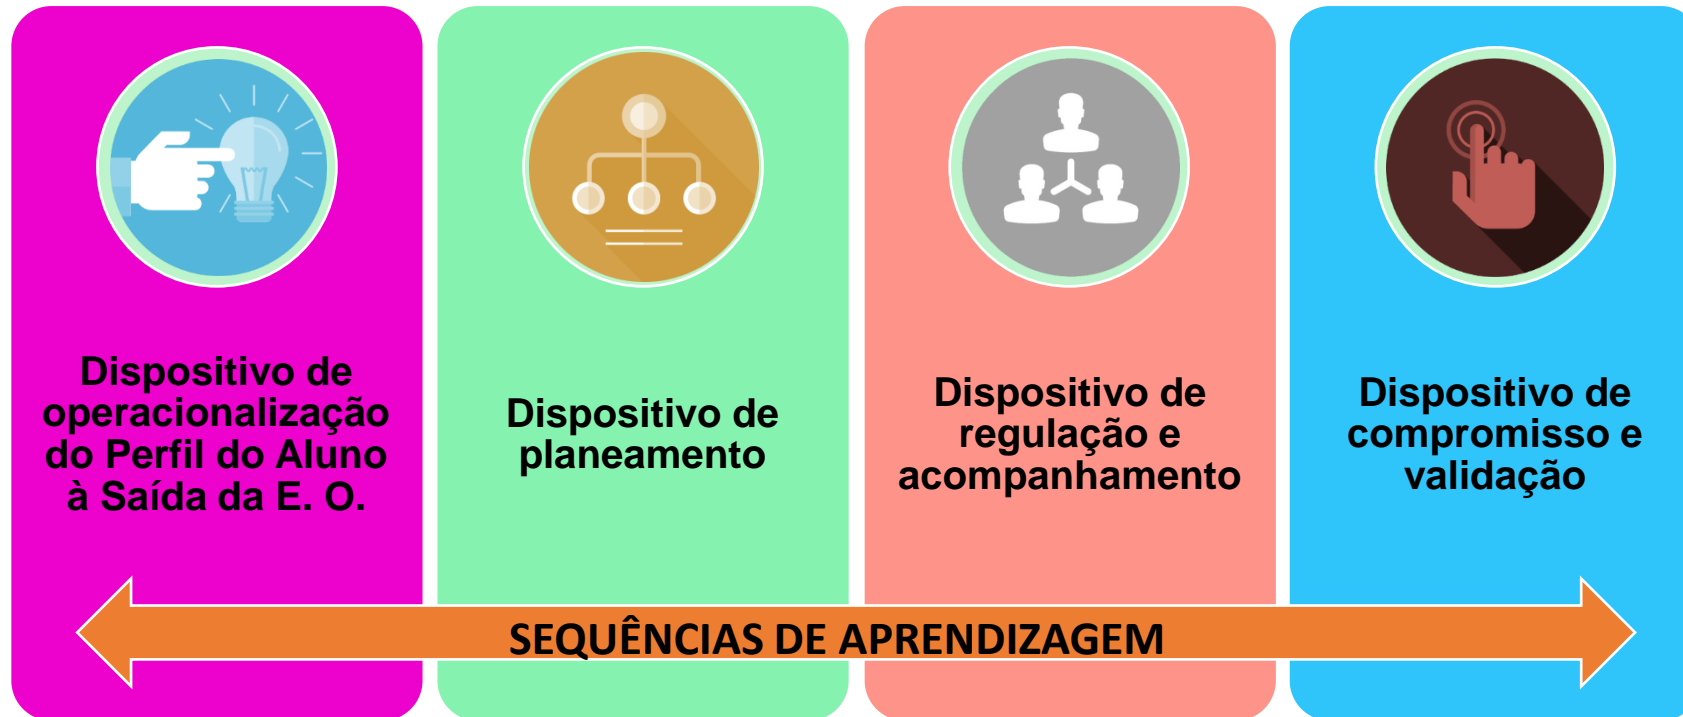 Dispositivo de
operacionalização
do Perfil do Aluno
à Saída da E. O.
Dispositivo de
planeamento
Dispositivo de
regulação e
acompanhamento
Dispositivo de
compromisso e
validação
SEQUÊNCIAS DE APRENDIZAGEM